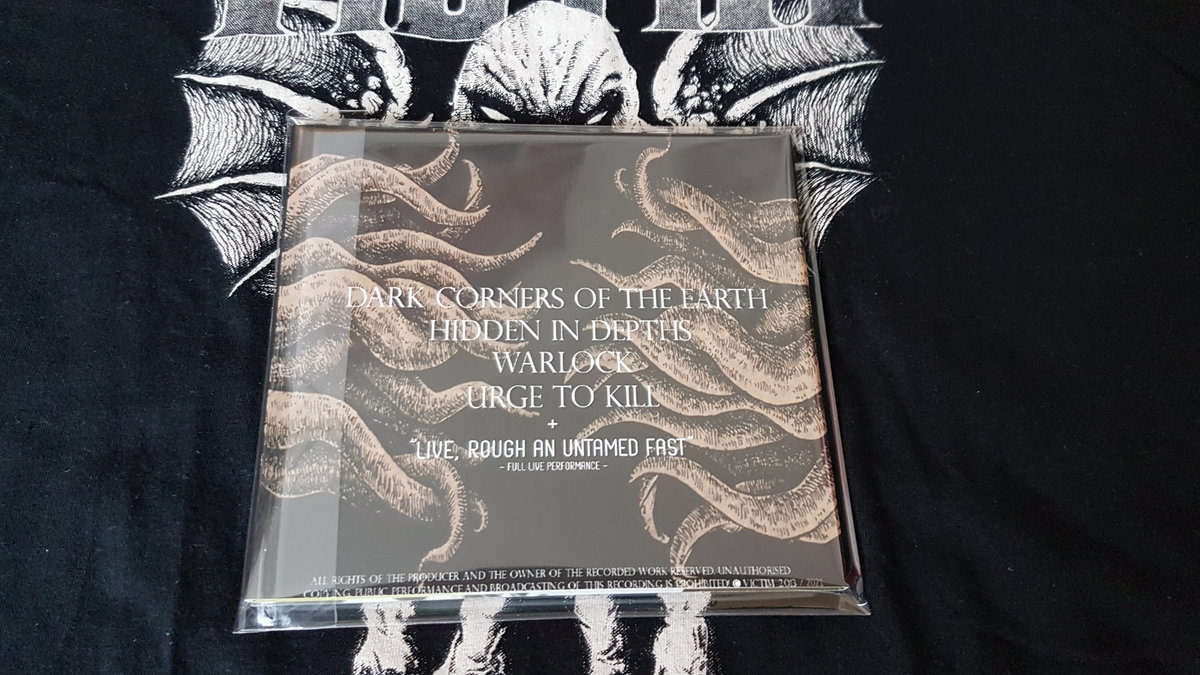 DARK CORNERS OF THE EARTH
HIDDEN IN DEPTHS
WARLOCK
URGE TO KILL
+
"LIVE, ROUGH AN UNTAMED FAST"
- FULL LIVE PERFORMANCE -
ALL RIGHTS OF THE PRODUCER AND THE OWNER OF THE RECORDED WORK RESERVED. UNAUTHORISED
COPYING, PUBLIC PERFORMANCE AND BROADCASTING OF THIS RECORDING IS PROHIBITED